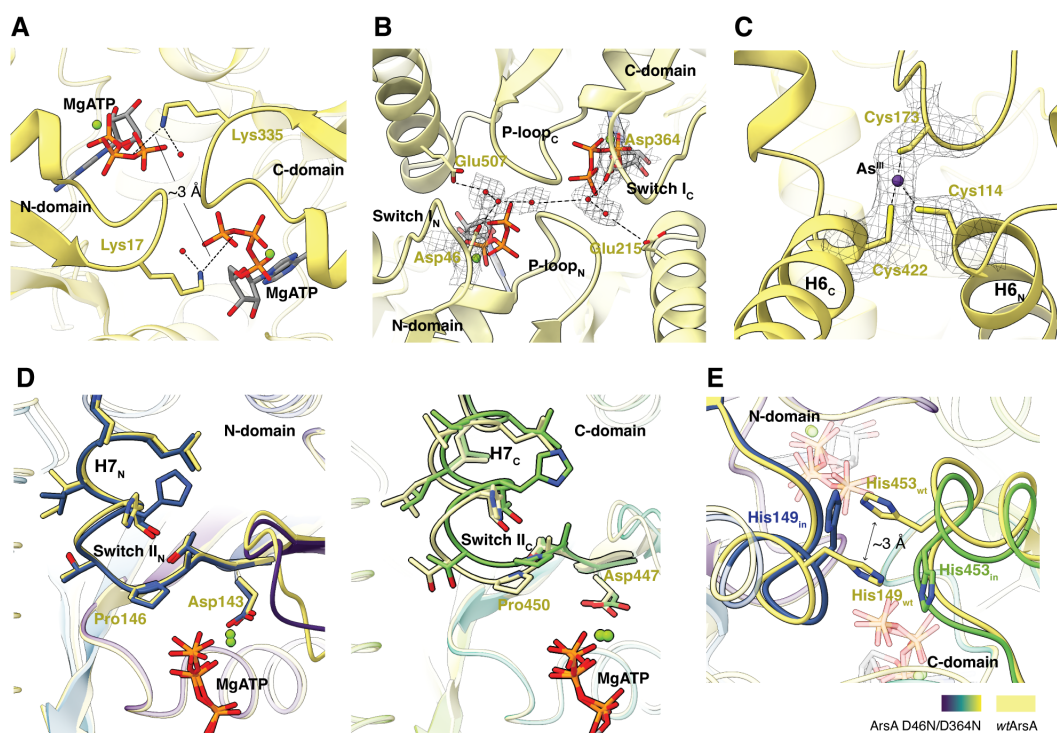 A
MgATP
Lys335
C-domain
~3 Å
N-domain
Lys17
MgATP
B
C-domain
P-loopC
Asp364
Glu507
Switch IC
Switch IN
Asp46
Glu215
P-loopN
N-domain
C
Cys173
AsIII
Cys114
Cys422
H6C
H6N
D
N-domain
H7N
Switch IIN
Asp143
Pro146
MgATP
C-domain
H7C
Switch IIC
Asp447
Pro450
MgATP
E
N-domain
His453wt
His149in
~3 Å
His453in
His149wt
C-domain
ArsA D46N/D364N wtArsA